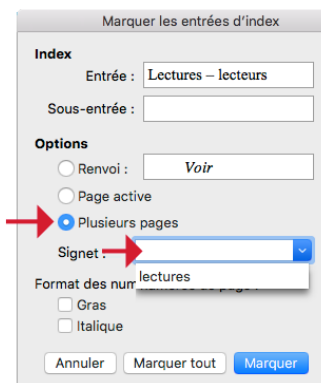 Marquer les entrées d'index
Index
Entrée : Lectures – lecteurs
Sous-entrée :
Options
Renvoi : Voir
Page active
Plusieurs pages
Signet :
lectures
Format des num
Gras
Italique
Annuler Marquer tout Marquer